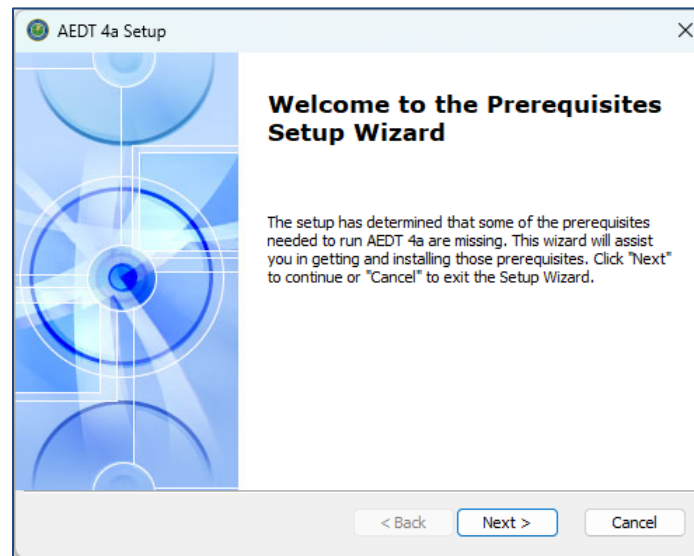 AEDT 4a Setup
Welcome to the Prerequisites
Setup Wizard
The setup has determined that some of the prerequisites
needed to run AEDT 4a are missing. This wizard will assist
you in getting and installing those prerequisites. Click "Next"
to continue or "Cancel" to exit the Setup Wizard.
< Back Next > Cancel